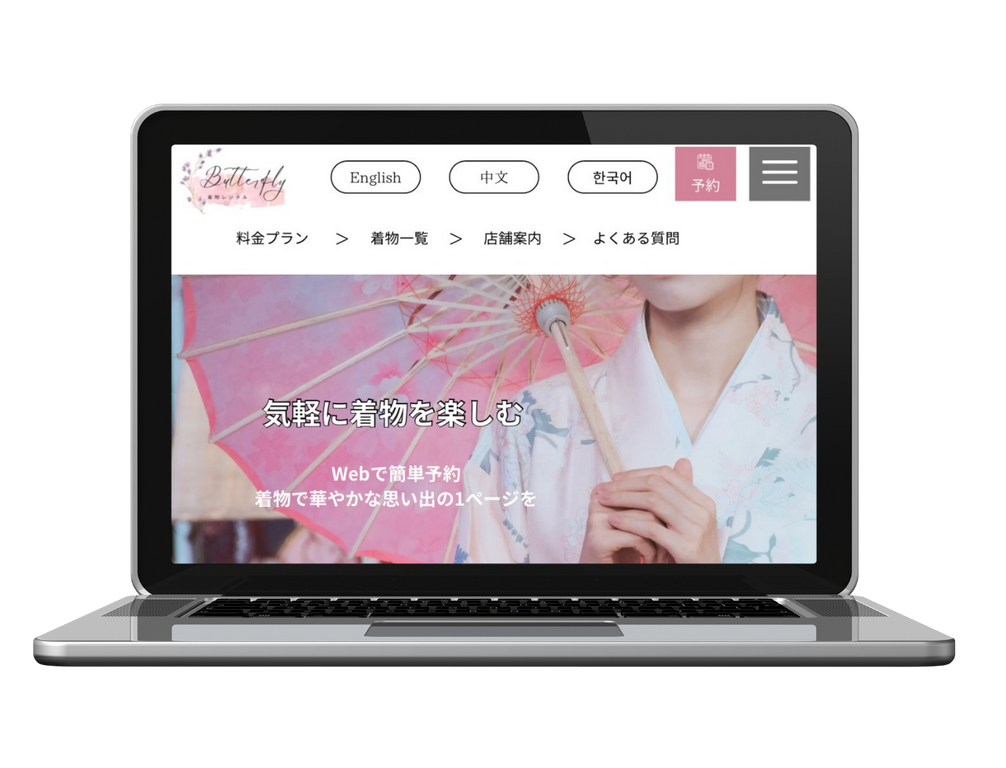 Butterfly
着物レンタル
English
中文
한국어
予約
料金プラン > 着物一覧 > 店舗案内 > よくある質問
気軽に着物を楽しむ
Webで簡単予約
着物で華やかな思い出の1ページを